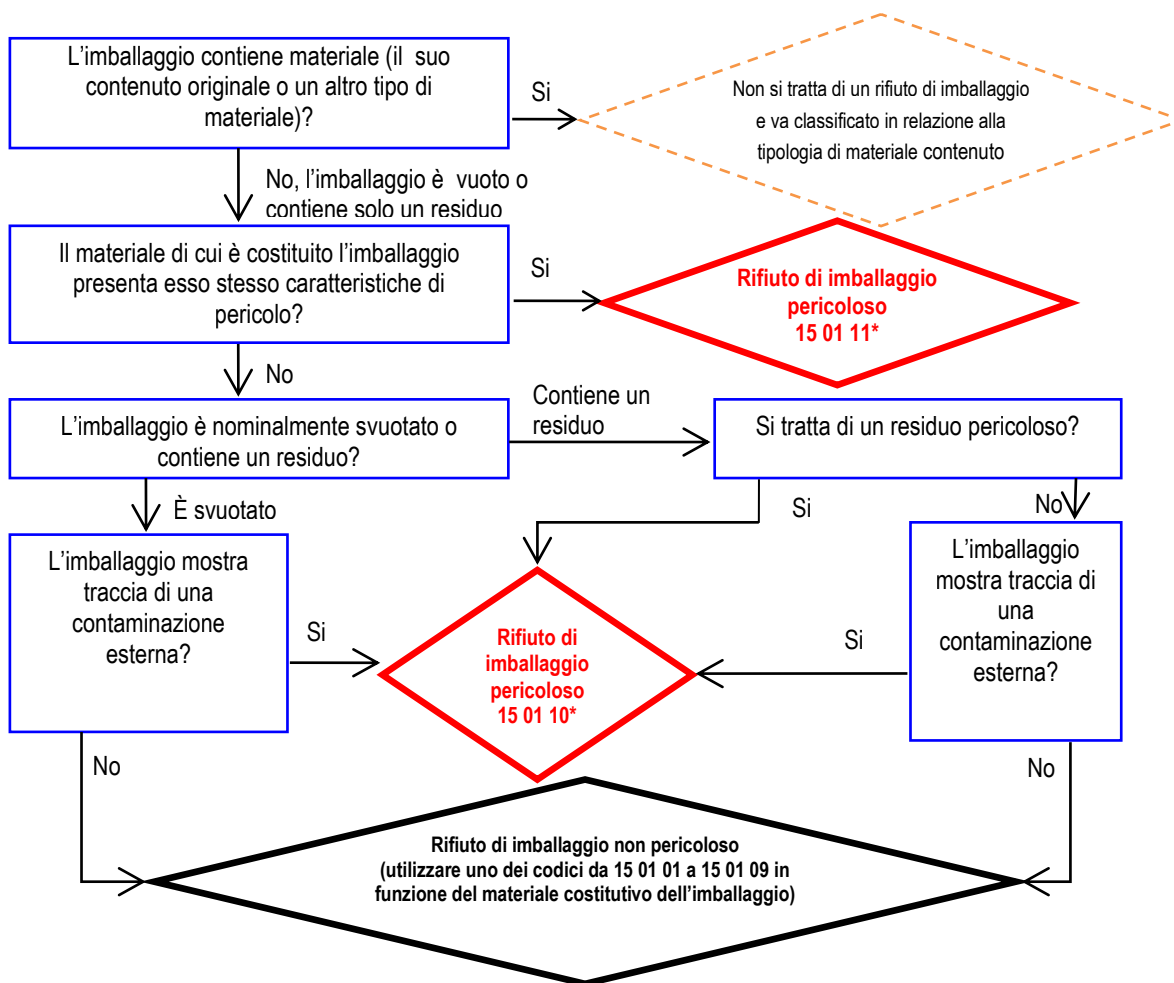 L'imballaggio contiene materiale (il suo
contenuto originale o un altro tipo di
materiale)?
Si
Non si tratta di un rifiuto di imballaggio
e va classificato in relazione alla
tipologia di materiale contenuto
No, l'imballaggio è vuoto o
contiene solo un residuo
Il materiale di cui è costituito l'imballaggio
presenta esso stesso caratteristiche di
pericolo?
Si
Rifiuto di imballaggio
pericoloso
15 01 11*
No
L'imballaggio è nominalmente svuotato o
contiene un residuo?
Contiene un
residuo
Si tratta di un residuo pericoloso?
È svuotato
Si
No
L'imballaggio mostra
traccia di una
contaminazione
esterna?
Si
Rifiuto di
imballaggio
pericoloso
15 01 10*
Si
L'imballaggio
mostra traccia di
una
contaminazione
esterna?
No
No
Rifiuto di imballaggio non pericoloso
(utilizzare uno dei codici da 15 01 01 a 15 01 09 in
funzione del materiale costitutivo dell'imballaggio)